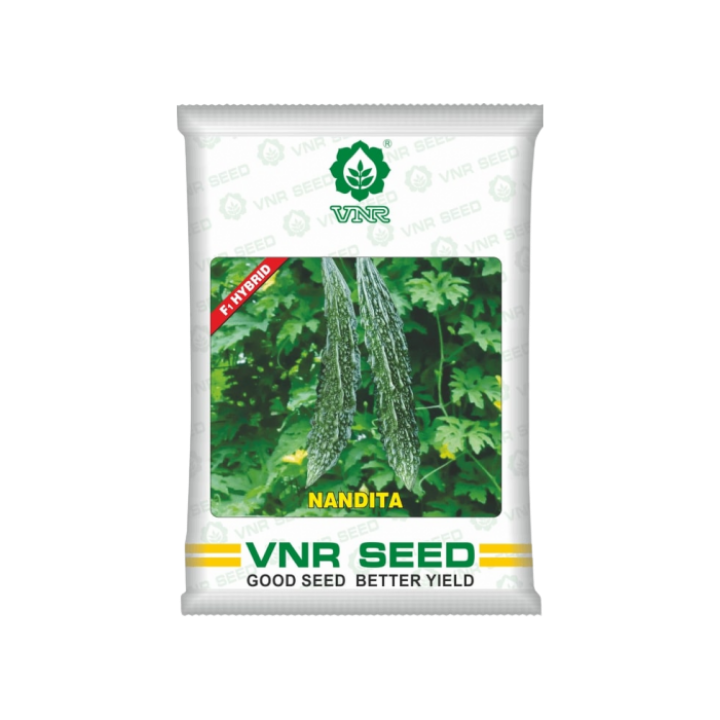 ®
VNR
F1 HYBRID
NANDITA
VNR SEED
GOOD SEED BETTER YIELD